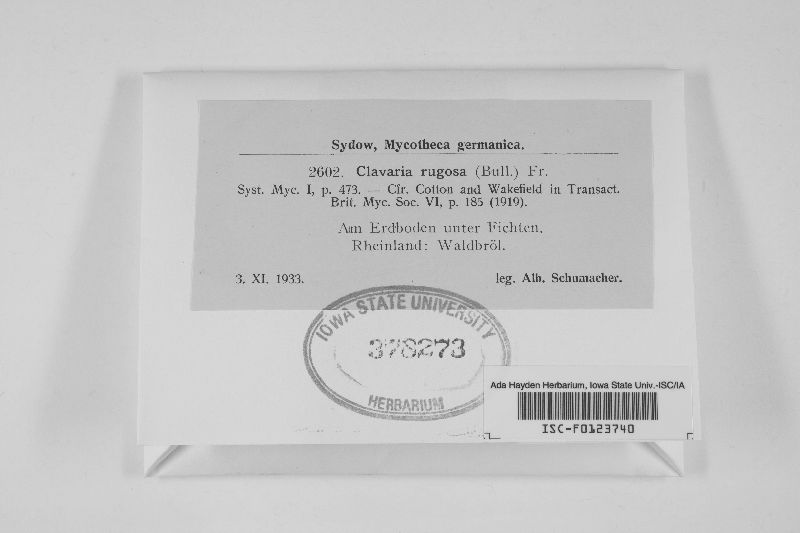 Sydow, Mycotheca germanica.
2602. Clavaria rugosa (Bull.) Fr.
Syst. Myc. I, p. 473. — Cfr. Cotton and Wakefield in Transact.
Brit. Myc. Soc. VI, p. 185 (1919).
Am Erdboden unter Fichten.
Rheinland: Waldbröl.
3. XI. 1933. leg. Alb. Schumacher.
IOWA STATE UNIVERSITY
378273
HERBARIUM
Ada Hayden Herbarium, Iowa State Univ.-ISC/IA
ISC-F0123740